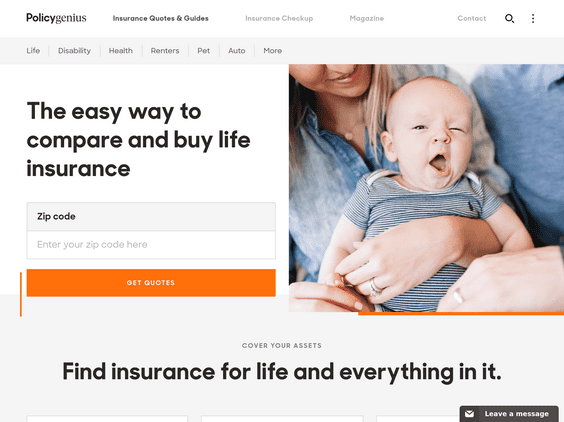 Policygenius Insurance Quotes & Guides Insurance Checkup Magazine Contact
Life Disability Health Renters Pet Auto More
The easy way to
compare and buy life
insurance
Zip code
Enter your zip code here
GET QUOTES
COVER YOUR ASSETS
Find insurance for life and everything in it.
Leave a message